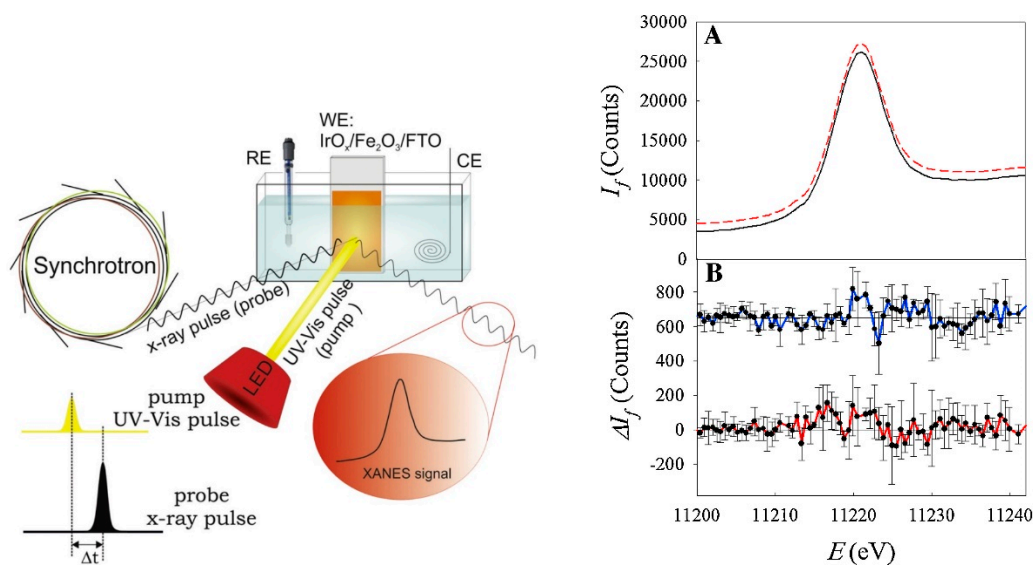 WE:
IrOₓ/Fe₂O₃/FTO
RE
CE
Synchrotron
x-ray pulse (probe)
UV-Vis pulse
(pump )
LED
pump
UV-Vis pulse
XANES signal
probe
x-ray pulse
Δt
A
30000
25000
20000
15000
10000
5000
0
I_f (Counts)
B
800
600
400
200
0
-200
ΔI_f (Counts)
11200
11210
11220
11230
11240
E (eV)